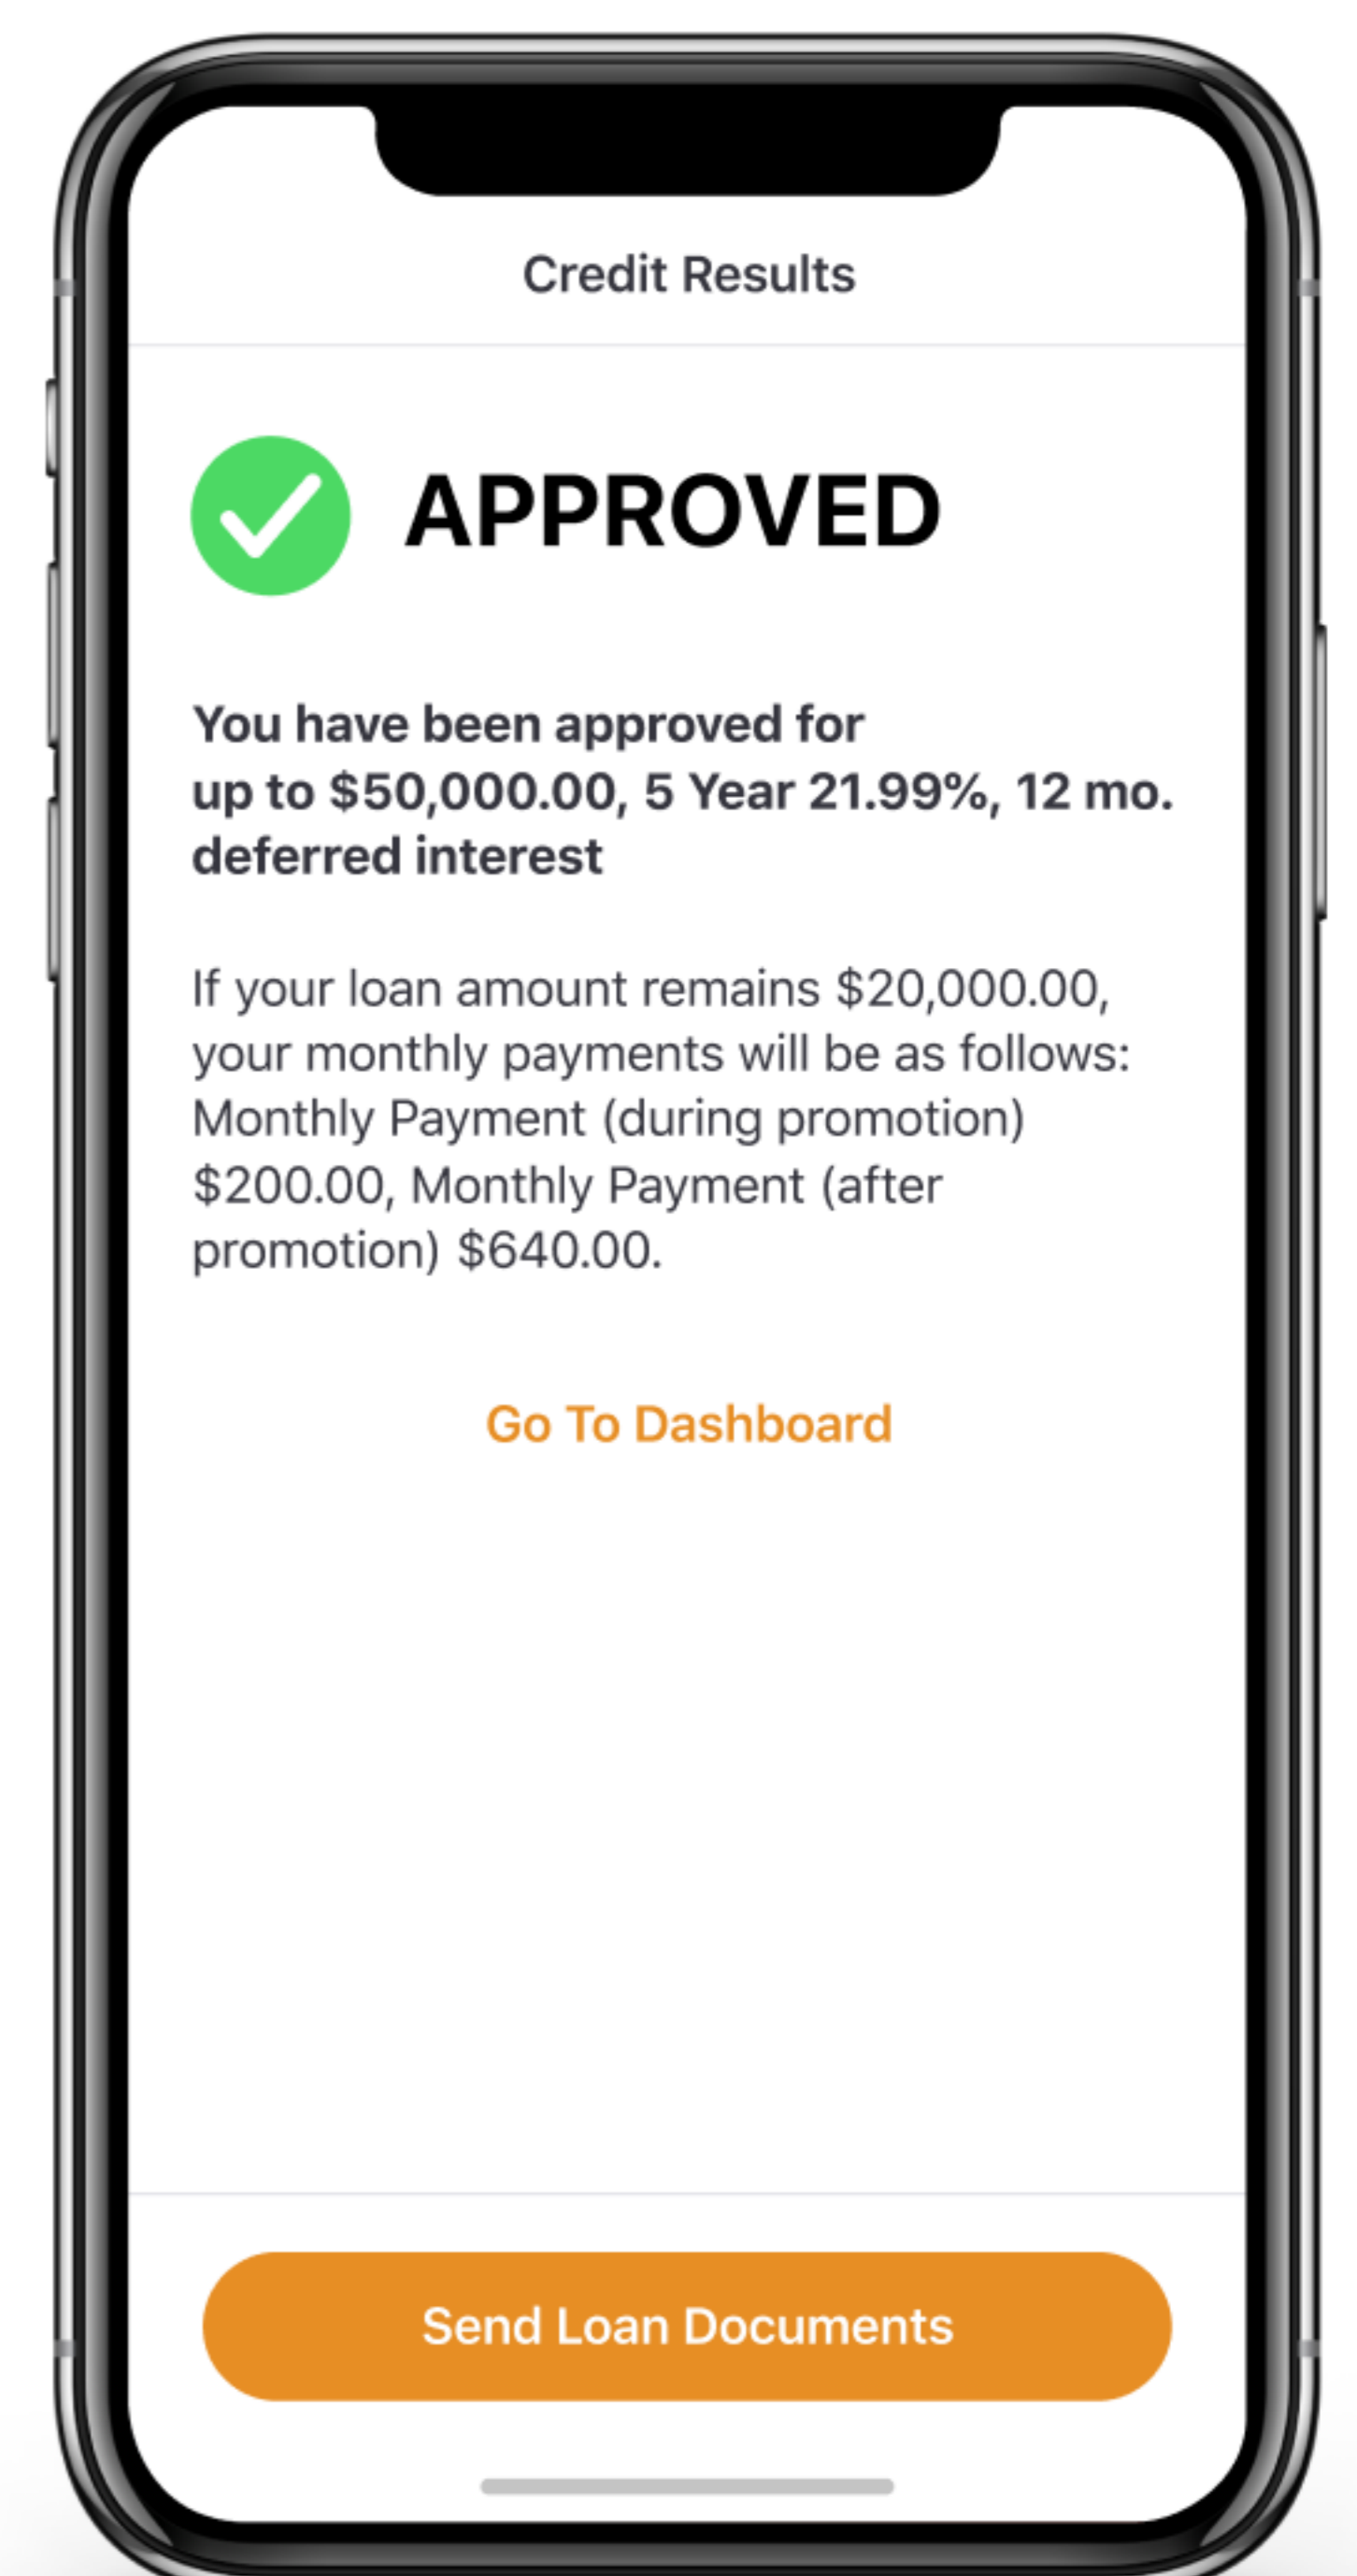 Credit Results
APPROVED
You have been approved for
up to $50,000.00, 5 Year 21.99%, 12 mo.
deferred interest
If your loan amount remains $20,000.00,
your monthly payments will be as follows:
Monthly Payment (during promotion)
$200.00, Monthly Payment (after
promotion) $640.00.
Go To Dashboard
Send Loan Documents